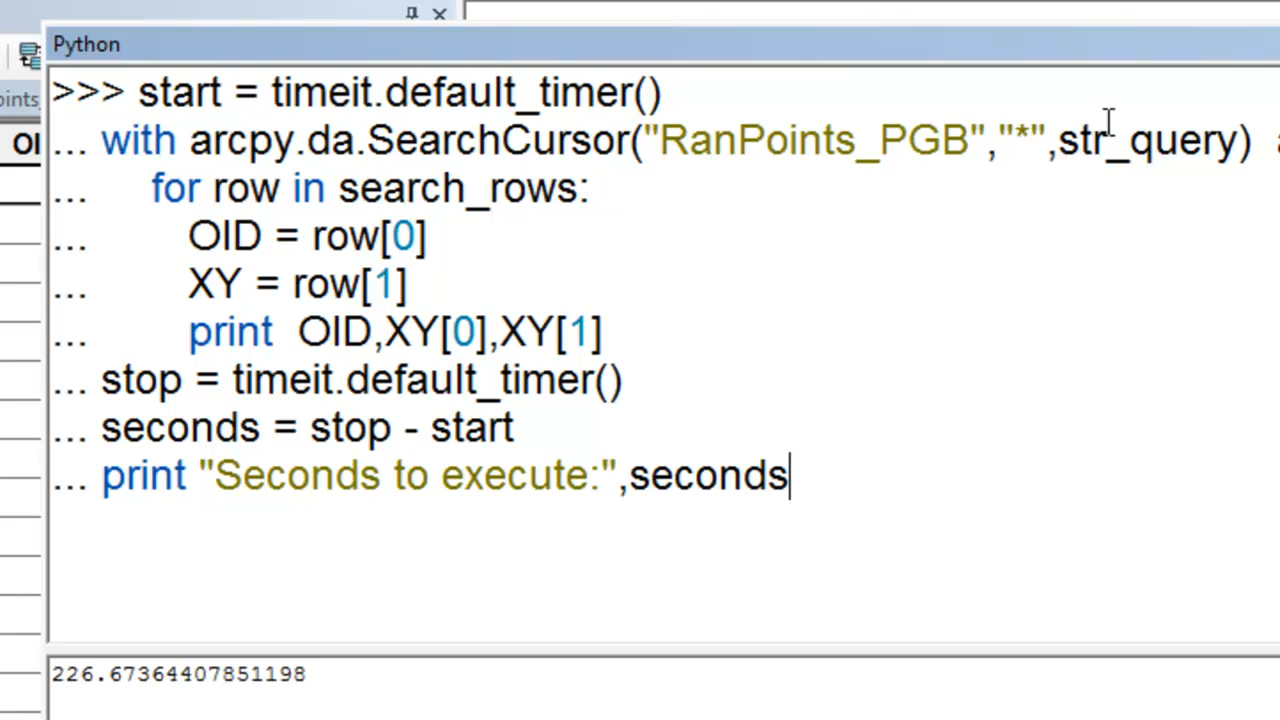 Python
oints
OI
>>> start = timeit.default_timer()
... with arcpy.da.SearchCursor("RanPoints_PGB","*",str_query) a
...     for row in search_rows:
...         OID = row[0]
...         XY = row[1]
...         print  OID,XY[0],XY[1]
... stop = timeit.default_timer()
... seconds = stop - start
... print "Seconds to execute:",seconds
226.67364407851198